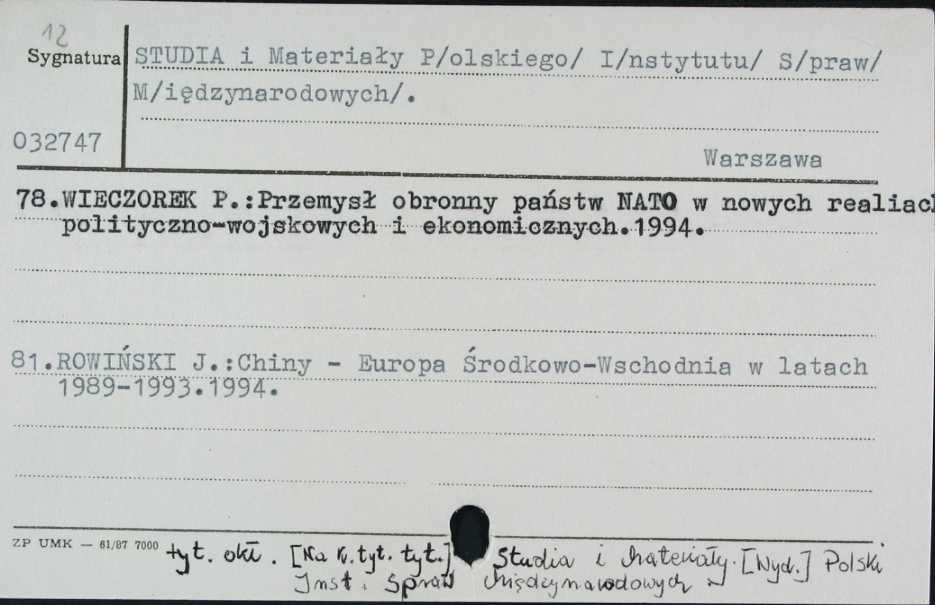 12
Sygnatura
STUDIA i Materiały P/olskiego/ I/nstytutu/ S/praw/
M/iędzynarodowych/.
032747
Warszawa
78.WIECZOREK P.:Przemysł obronny państw NATO w nowych realiach
polityczno-wojskowych i ekonomicznych.1994.
81.ROWIŃSKI J.:Chiny - Europa Środkowo-Wschodnia w latach
1989-1993.1994.
ZP UMK — 61/87 7000
tyt. okł. [Na k. tyt. tyt.] Studia i Materiały. [Wyd.] Polski
Inst. Spraw Międzynarodowych